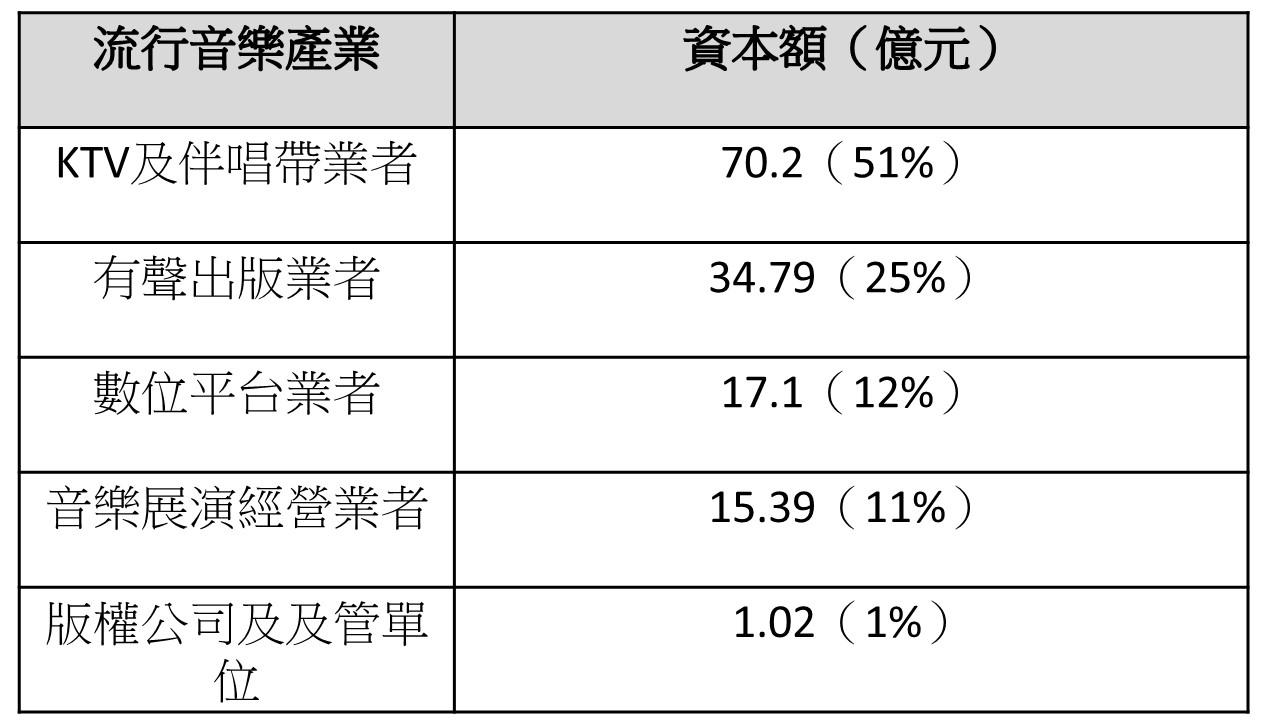 流行音樂產業
資本額（億元）
KTV及伴唱帶業者
70.2（51%）
有聲出版業者
34.79（25%）
數位平台業者
17.1（12%）
音樂展演經營業者
15.39（11%）
版權公司及及管單
位
1.02（1%）